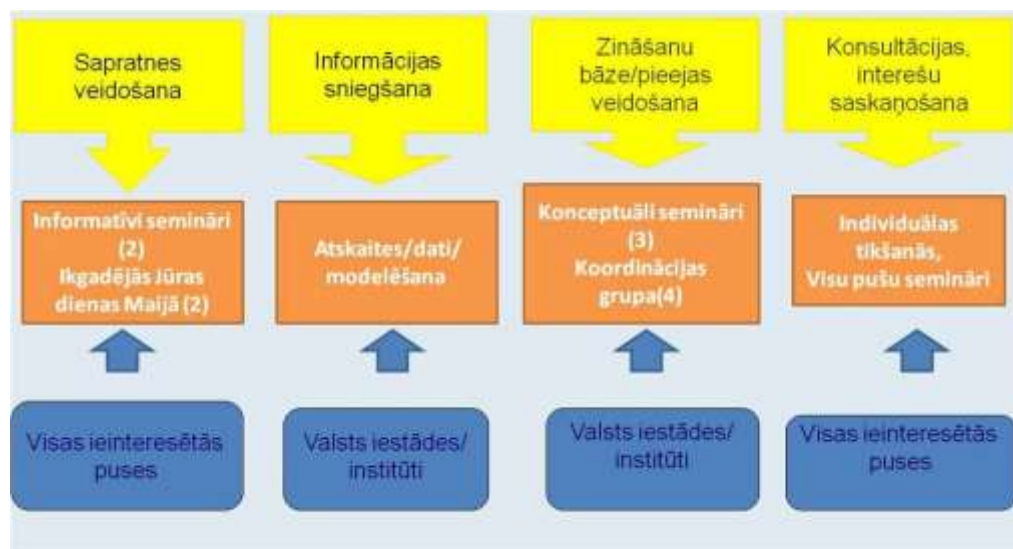 Sapratnes
veidošana
Informācijas
sniegšana
Zināšanu
bāze/pieejas
veidošana
Konsultācijas,
interešu
saskaņošana
Informatīvi semināri
(2)
Ikgadējās Jūras
dienas Maijā (2)
Atskaites/dati/
modelēšana
Konceptuāli semināri
(3)
Koordinācijas
grupa(4)
Individuālas
tikšanās,
Visu pušu semināri
Visas ieinteresētās
puses
Valsts iestādes/
institūti
Valsts iestādes/
institūti
Visas ieinteresētās
puses